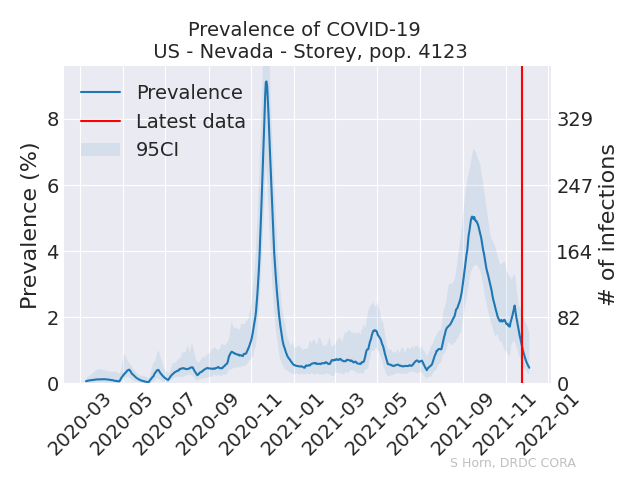 Prevalence of COVID-19
US - Nevada - Storey, pop. 4123
Prevalence
Latest data
95CI
Prevalence (%)
8
6
4
2
0
329
247
164
82
0
# of infections
2020-03
2020-05
2020-07
2020-09
2020-11
2021-01
2021-03
2021-05
2021-07
2021-09
2021-11
2022-01
S Horn, DRDC CORA